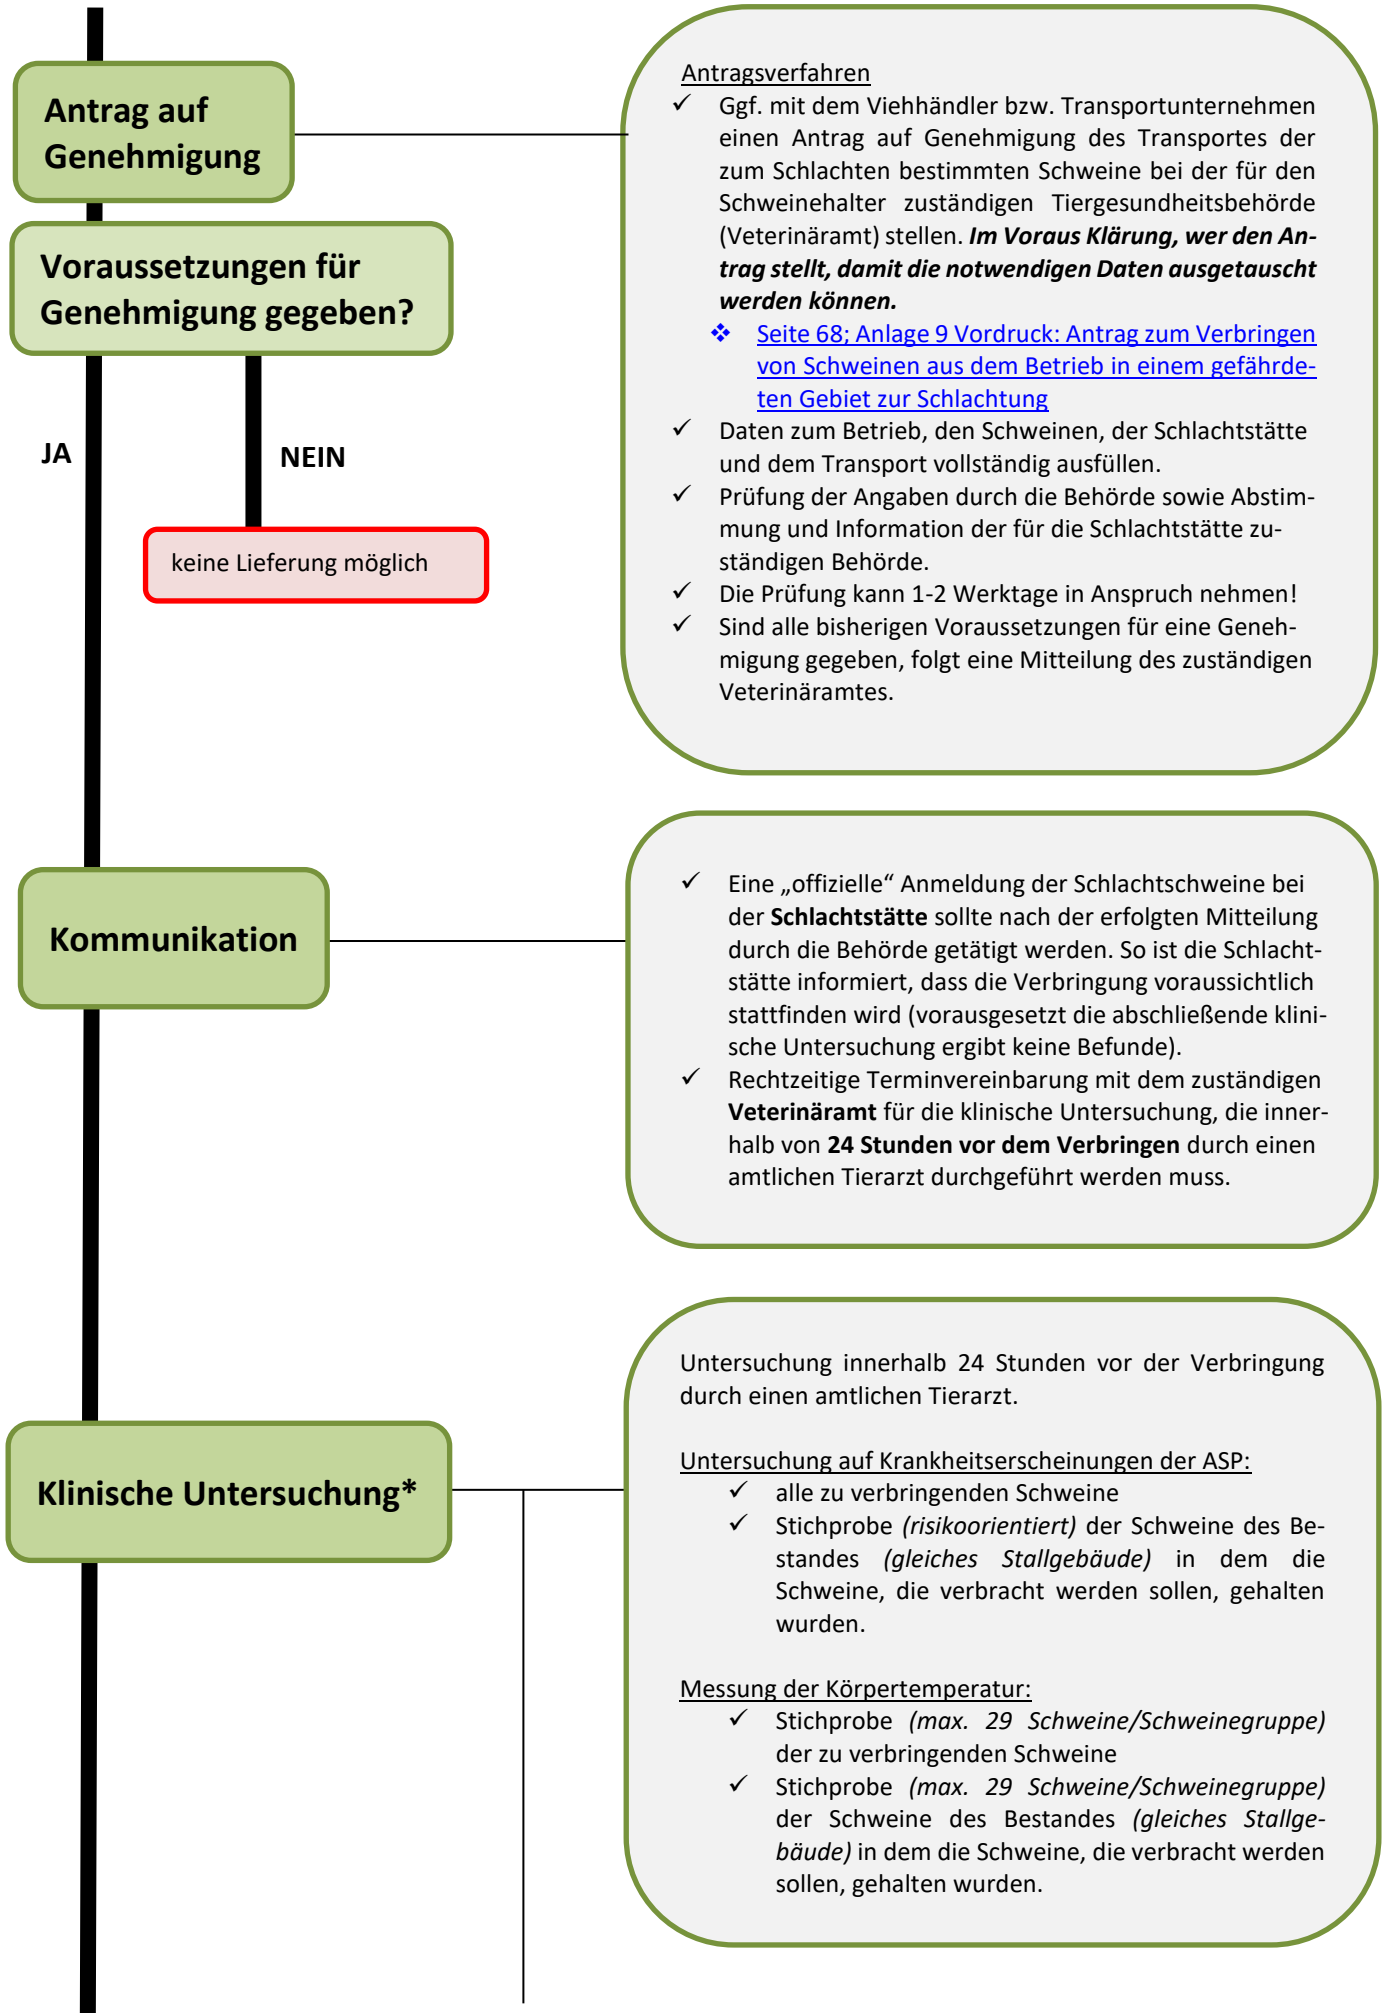 Antrag auf
Genehmigung
Antragsverfahren
✓ Ggf. mit dem Viehhändler bzw. Transportunternehmen
einen Antrag auf Genehmigung des Transportes der
zum Schlachten bestimmten Schweine bei der für den
Schweinehalter zuständigen Tiergesundheitsbehörde
(Veterinäramt) stellen. Im Voraus Klärung, wer den An-
trag stellt, damit die notwendigen Daten ausgetauscht
werden können.
❖ Seite 68; Anlage 9 Vordruck: Antrag zum Verbringen
von Schweinen aus dem Betrieb in einem gefährde-
ten Gebiet zur Schlachtung
✓ Daten zum Betrieb, den Schweinen, der Schlachtstätte
und dem Transport vollständig ausfüllen.
✓ Prüfung der Angaben durch die Behörde sowie Abstim-
mung und Information der für die Schlachtstätte zu-
ständigen Behörde.
✓ Die Prüfung kann 1-2 Werktage in Anspruch nehmen!
✓ Sind alle bisherigen Voraussetzungen für eine Geneh-
migung gegeben, folgt eine Mitteilung des zuständigen
Veterinäramtes.
Voraussetzungen für
Genehmigung gegeben?
JA
NEIN
keine Lieferung möglich
Kommunikation
✓ Eine „offizielle“ Anmeldung der Schlachtschweine bei
der Schlachtstätte sollte nach der erfolgten Mitteilung
durch die Behörde getätigt werden. So ist die Schlacht-
stätte informiert, dass die Verbringung voraussichtlich
stattfinden wird (vorausgesetzt die abschließende klini-
sche Untersuchung ergibt keine Befunde).
✓ Rechtzeitige Terminvereinbarung mit dem zuständigen
Veterinäramt für die klinische Untersuchung, die inner-
halb von 24 Stunden vor dem Verbringen durch einen
amtlichen Tierarzt durchgeführt werden muss.
Klinische Untersuchung*
Untersuchung innerhalb 24 Stunden vor der Verbringung
durch einen amtlichen Tierarzt.
Untersuchung auf Krankheitserscheinungen der ASP:
✓ alle zu verbringenden Schweine
✓ Stichprobe (risikoorientiert) der Schweine des Be-
standes (gleiches Stallgebäude) in dem die
Schweine, die verbracht werden sollen, gehalten
wurden.
Messung der Körpertemperatur:
✓ Stichprobe (max. 29 Schweine/Schweinegruppe)
der zu verbringenden Schweine
✓ Stichprobe (max. 29 Schweine/Schweinegruppe)
der Schweine des Bestandes (gleiches Stallge-
bäude) in dem die Schweine, die verbracht werden
sollen, gehalten wurden.